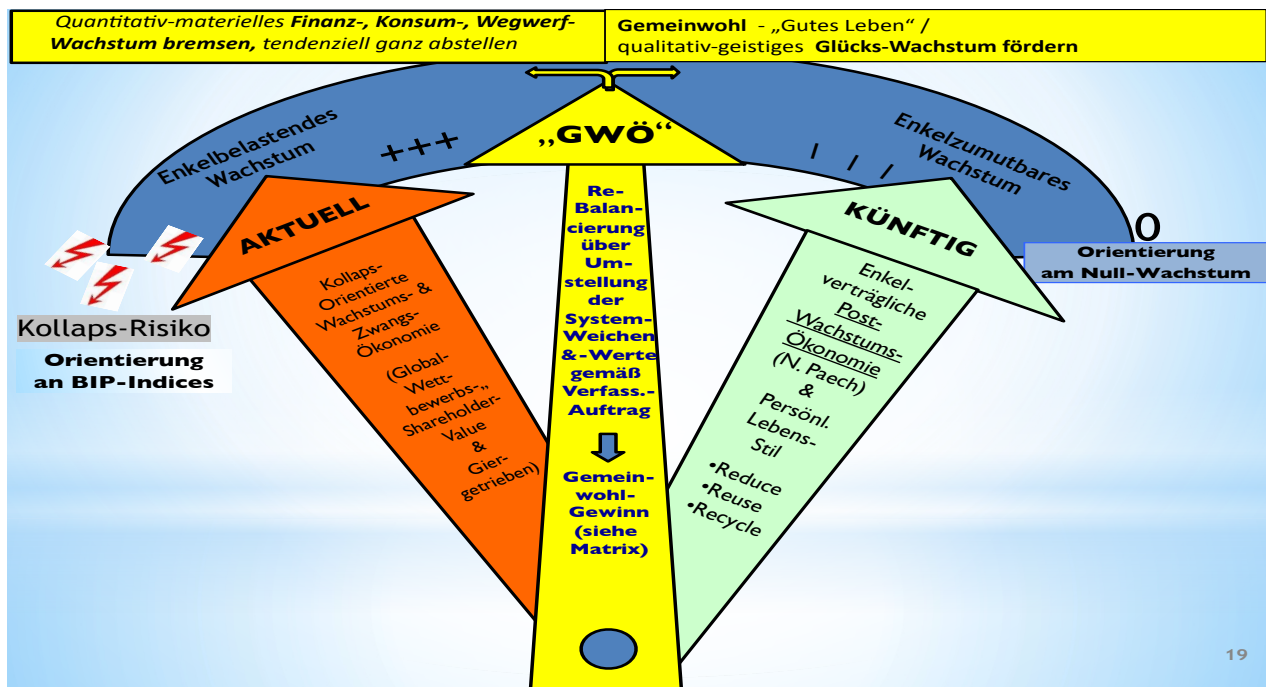 Quantitativ-materielles Finanz-, Konsum-, Wegwerf-
Wachstum bremsen, tendenziell ganz abstellen
Gemeinwohl - „Gutes Leben“ /
qualitativ-geistiges Glücks-Wachstum fördern
Enkelbelastendes
Wachstum
+++
„GWÖ“
– – –
Enkelzumutbares
Wachstum
0
Orientierung
am Null-Wachstum
Kollaps-Risiko
Orientierung
an BIP-Indices
AKTUELL
Kollaps-
Orientierte
Wachstums- &
Zwangs-
Ökonomie
(Global-
Wett-
bewerbs-„
Shareholder-
Value
&
Gier-
getrieben)
Re-
Balan-
cierung
über
Um-
stellung
der
System-
Weichen
&-Werte
gemäß
Verfass.-
Auftrag
Gemein-
wohl-
Gewinn
(siehe
Matrix)
KÜNFTIG
Enkel-
verträgliche
Post-
Wachstums-
Ökonomie
(N. Paech)
&
Persönl.
Lebens-
Stil
•Reduce
•Reuse
•Recycle
19